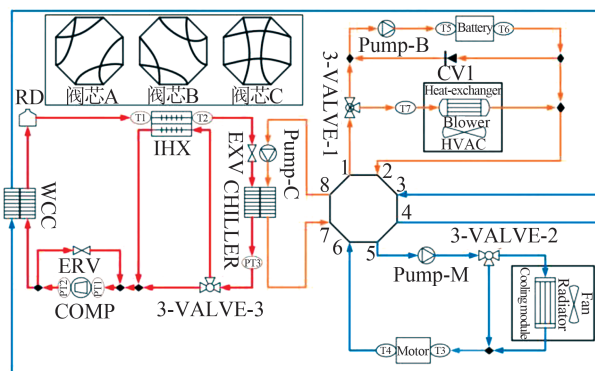 阀芯A
阀芯B
阀芯C
Pump-B
T5
Battery
T6
CV1
3-VALVE-1
T7
Heat-exchanger
Blower
HVAC
RD
T1
T2
IHX
EXV
CHILLER
Pump-C
WCC
PT3
ERV
PT2
PT1
COMP
3-VALVE-3
1
2
3
4
5
6
7
8
Pump-M
3-VALVE-2
Cooling module
Radiator
Fan
T4
Motor
T3